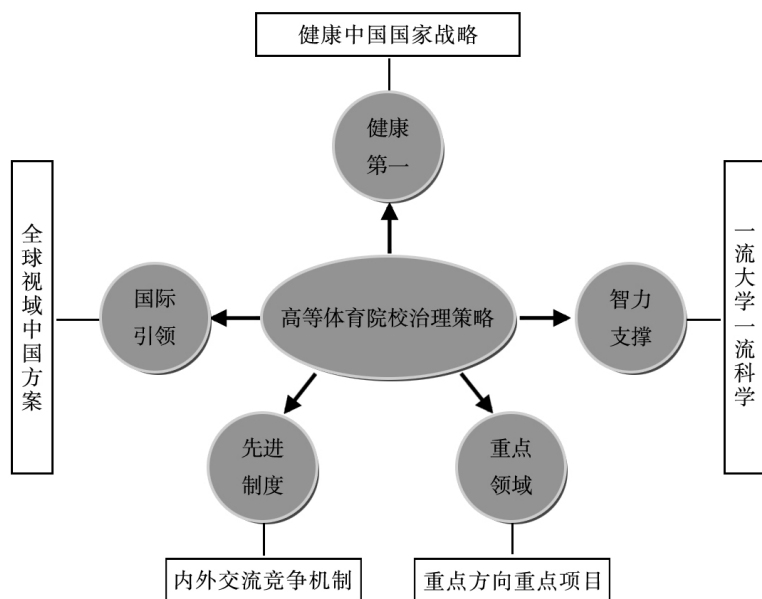 健康中国国家战略
健康
第一
全球视域中国方案
国际
引领
高等体育院校治理策略
智力
支撑
一流大学一流科学
先进
制度
重点
领域
内外交流竞争机制
重点方向重点项目